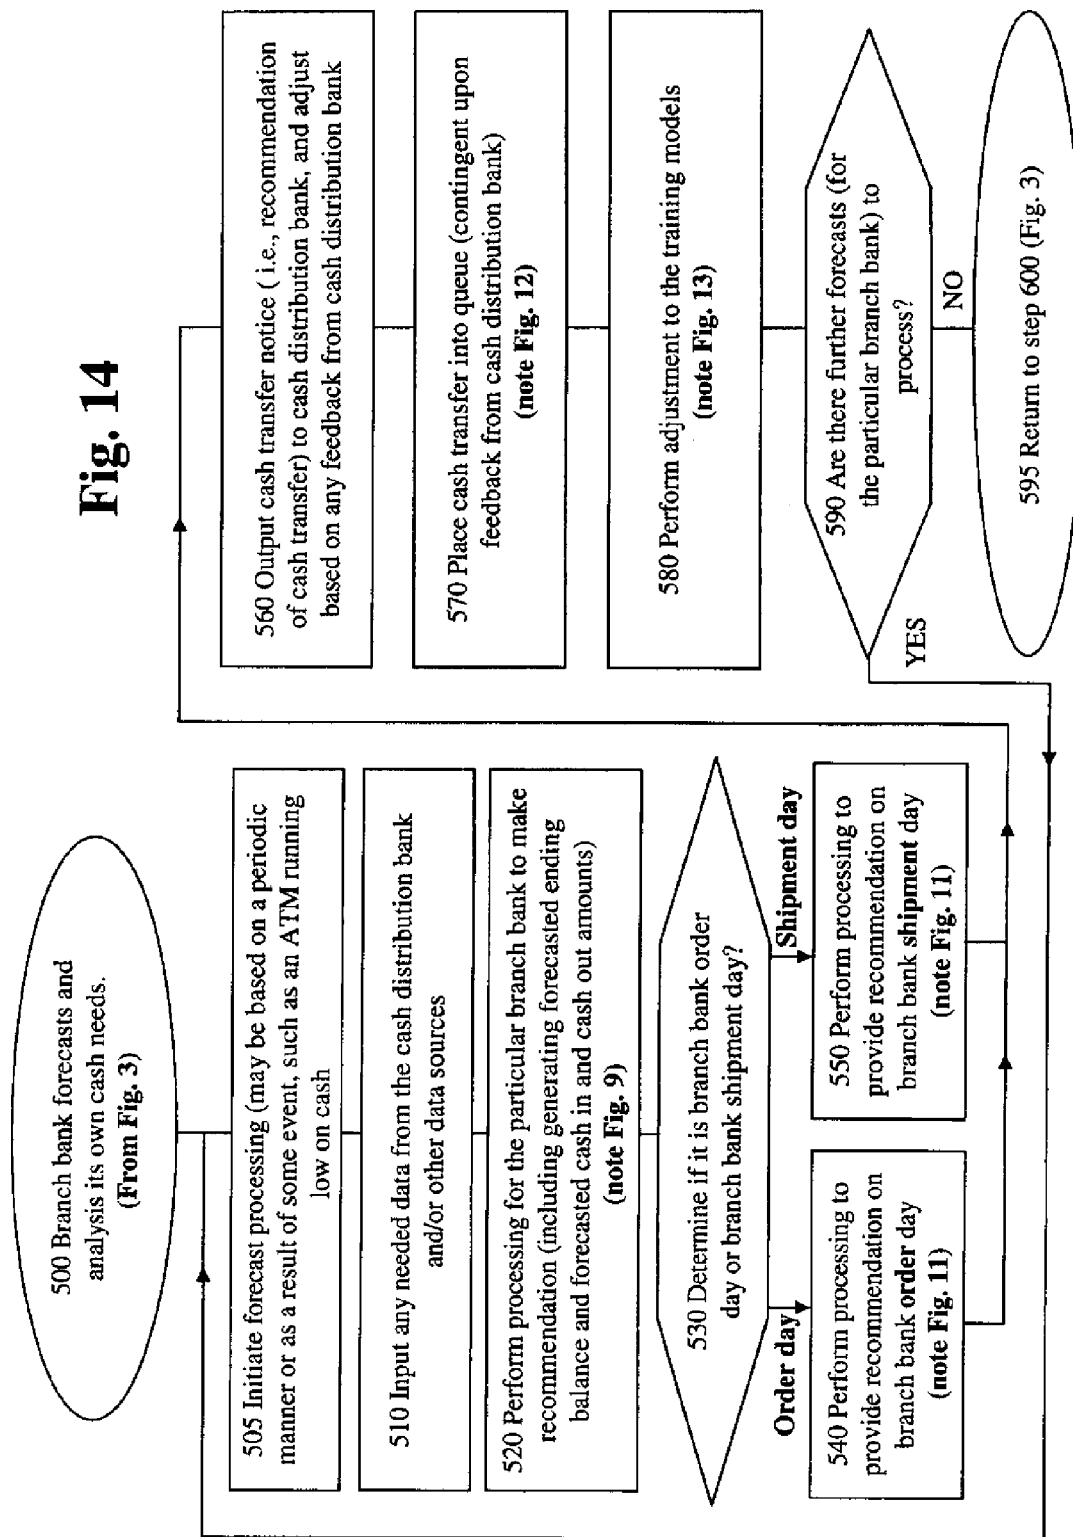 Fig. 14
500 Branch bank forecasts and
analysis its own cash needs.
(From Fig. 3)
505 Initiate forecast processing (may be based on a periodic
manner or as a result of some event, such as an ATM running
low on cash
510 Input any needed data from the cash distribution bank
and/or other data sources
520 Perform processing for the particular branch bank to make
recommendation (including generating forecasted ending
balance and forecasted cash in and cash out amounts)
(note Fig. 9)
530 Determine if it is branch bank order
day or branch bank shipment day?
Order day
Shipment day
540 Perform processing to
provide recommendation on
branch bank order day
(note Fig. 11)
550 Perform processing to
provide recommendation on
branch bank shipment day
(note Fig. 11)
560 Output cash transfer notice ( i.e., recommendation
of cash transfer) to cash distribution bank, and adjust
based on any feedback from cash distribution bank
570 Place cash transfer into queue (contingent upon
feedback from cash distribution bank)
(note Fig. 12)
580 Perform adjustment to the training models
(note Fig. 13)
590 Are there further forecasts (for
the particular branch bank) to
process?
YES
NO
595 Return to step 600 (Fig. 3)